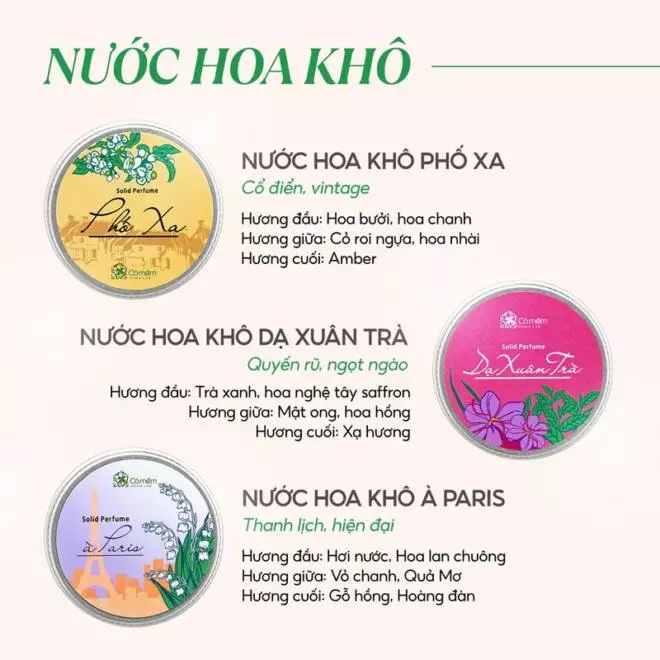 NƯỚC HOA KHÔ
Solid Perfume
Phố Xa
Cỏ mềm
HOMELAB
NƯỚC HOA KHÔ PHỐ XA
Cổ điển, vintage
Hương đầu: Hoa bưởi, hoa chanh
Hương giữa: Cỏ roi ngựa, hoa nhài
Hương cuối: Amber
NƯỚC HOA KHÔ DẠ XUÂN TRÀ
Quyến rũ, ngọt ngào
Hương đầu: Trà xanh, hoa nghệ tây saffron
Hương giữa: Mật ong, hoa hồng
Hương cuối: Xạ hương
Cỏ mềm
HOMELAB
Solid Perfume
Dạ Xuân Trà
Cỏ mềm
HOMELAB
Solid Perfume
à Paris
NƯỚC HOA KHÔ À PARIS
Thanh lịch, hiện đại
Hương đầu: Hơi nước, Hoa lan chuông
Hương giữa: Vỏ chanh, Quả Mơ
Hương cuối: Gỗ hồng, Hoàng đàn